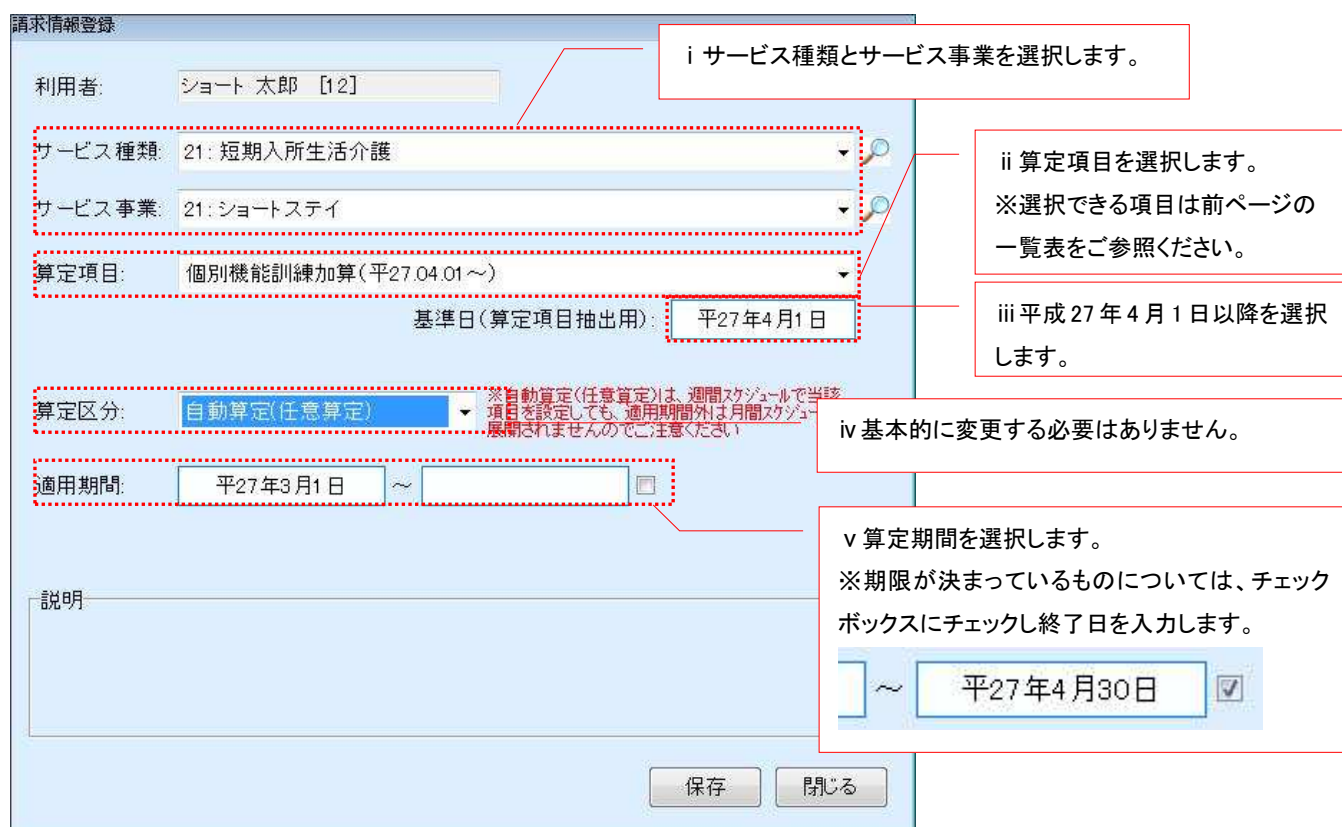 請求情報登録
ⅰ サービス種類とサービス事業を選択します。
利用者: ショート 太郎 [12]
サービス種類: 21:短期入所生活介護
サービス事業: 21:ショートステイ
ⅱ 算定項目を選択します。
※選択できる項目は前ページの
一覧表をご参照ください。
算定項目: 個別機能訓練加算(平27.04.01～)
基準日(算定項目抽出用): 平27年4月1日
ⅲ 平成 27 年 4 月 1 日以降を選択
します。
算定区分: 自動算定(任意算定)
※自動算定(任意算定)は、週間スケジュールで当該
項目を設定しても、適用期間外は月間スケジュー
展開されませんのでご注意ください
ⅳ 基本的に変更する必要はありません。
適用期間: 平27年3月1日 ～
ⅴ 算定期間を選択します。
※期限が決まっているものについては、チェック
ボックスにチェックし終了日を入力します。
～ 平27年4月30日
説明
保存 閉じる